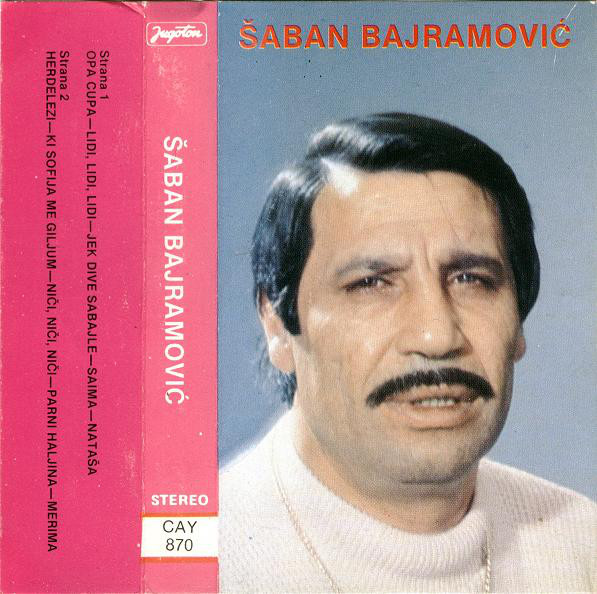 Strana 1
OPA CUPA—LIDI, LIDI, LIDI—JEK DIVE SABAJLE—SAIMA—NATAŠA
Strana 2
HERDELEZI—KI SOFIJA ME GILJUM—NIČI, NIČI, NIČI—PARNI HALJINA—MERIMA
Jugoton
ŠABAN BAJRAMOVIĆ
STEREO
CAY
870
ŠABAN BAJRAMOVIĆ